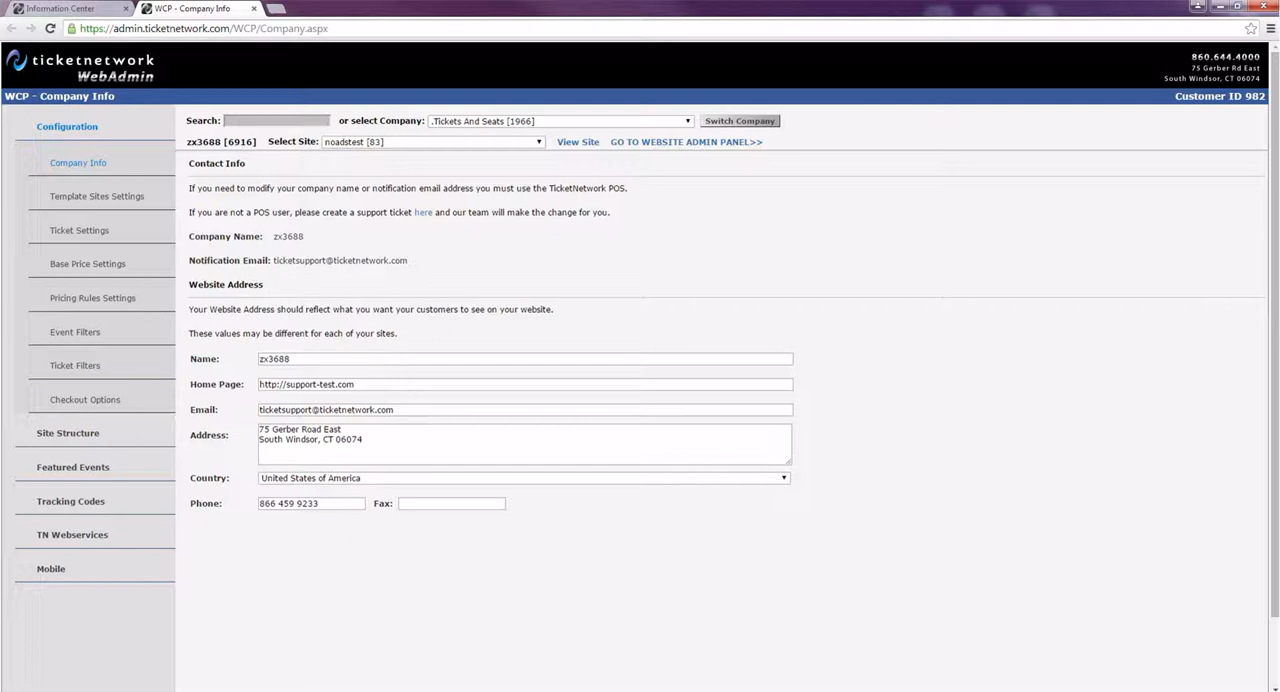 Information Center
WCP - Company Info
https://admin.ticketnetwork.com/WCP/Company.aspx
ticketnetwork
WebAdmin
860.644.4000
75 Gerber Rd East
South Windsor, CT 06074
WCP - Company Info
Customer ID 982
Configuration
Company Info
Template Sites Settings
Ticket Settings
Base Price Settings
Pricing Rules Settings
Event Filters
Ticket Filters
Checkout Options
Site Structure
Featured Events
Tracking Codes
TN Webservices
Mobile
Search: or select Company: .Tickets And Seats [1966] Switch Company
zx3688 [6916] Select Site: noadstest [83] View Site GO TO WEBSITE ADMIN PANEL>>
Contact Info
If you need to modify your company name or notification email address you must use the TicketNetwork POS.
If you are not a POS user, please create a support ticket here and our team will make the change for you.
Company Name: zx3688
Notification Email: ticketsupport@ticketnetwork.com
Website Address
Your Website Address should reflect what you want your customers to see on your website.
These values may be different for each of your sites.
Name: zx3688
Home Page: http://support-test.com
Email: ticketsupport@ticketnetwork.com
Address: 75 Gerber Road East
South Windsor, CT 06074
Country: United States of America
Phone: 866 459 9233 Fax: